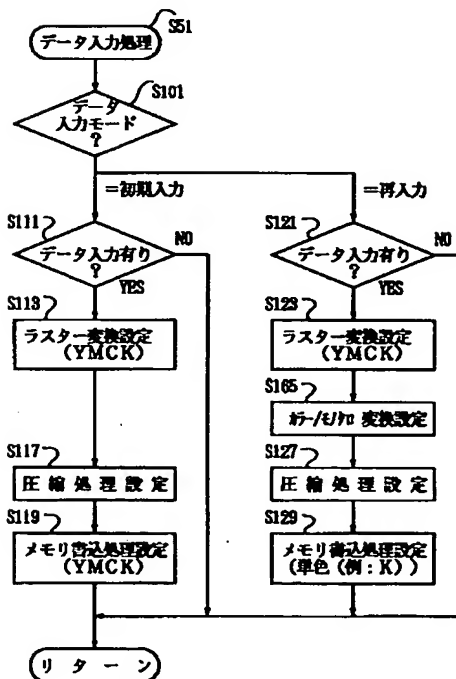 S51
データ入力処理
S101
データ
入力モード
?
=初期入力
=再入力
S111
データ入力有り
?
NO
YES
S121
データ入力有り
?
NO
YES
S113
ラスター変換設定
(YMCK)
S123
ラスター変換設定
(YMCK)
S165
カラー/モノクロ 変換設定
S117
圧縮処理設定
S127
圧縮処理設定
S119
メモリ書込処理設定
(YMCK)
S129
メモリ書込処理設定
(単色(例:K))
リターン